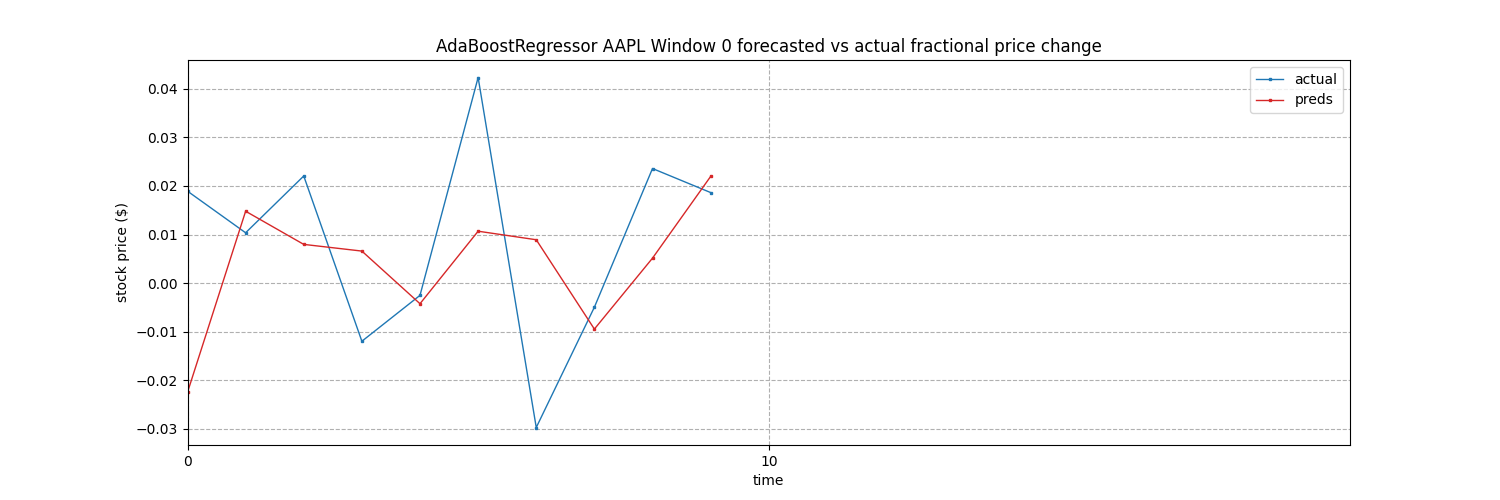 AdaBoostRegressor AAPL Window 0 forecasted vs actual fractional price change
actual
preds
stock price ($)
0.04
0.03
0.02
0.01
0.00
−0.01
−0.02
−0.03
0
10
time